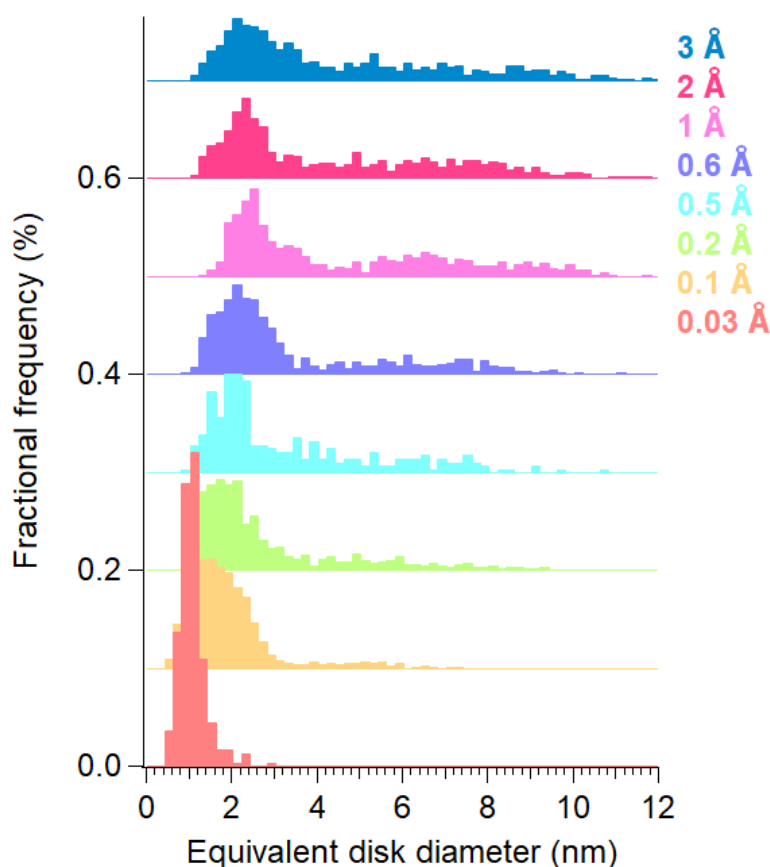 3 Å
2 Å
1 Å
0.6 Å
0.5 Å
0.2 Å
0.1 Å
0.03 Å
Fractional frequency (%)
0.6
0.4
0.2
0.0
0 2 4 6 8 10 12
Equivalent disk diameter (nm)